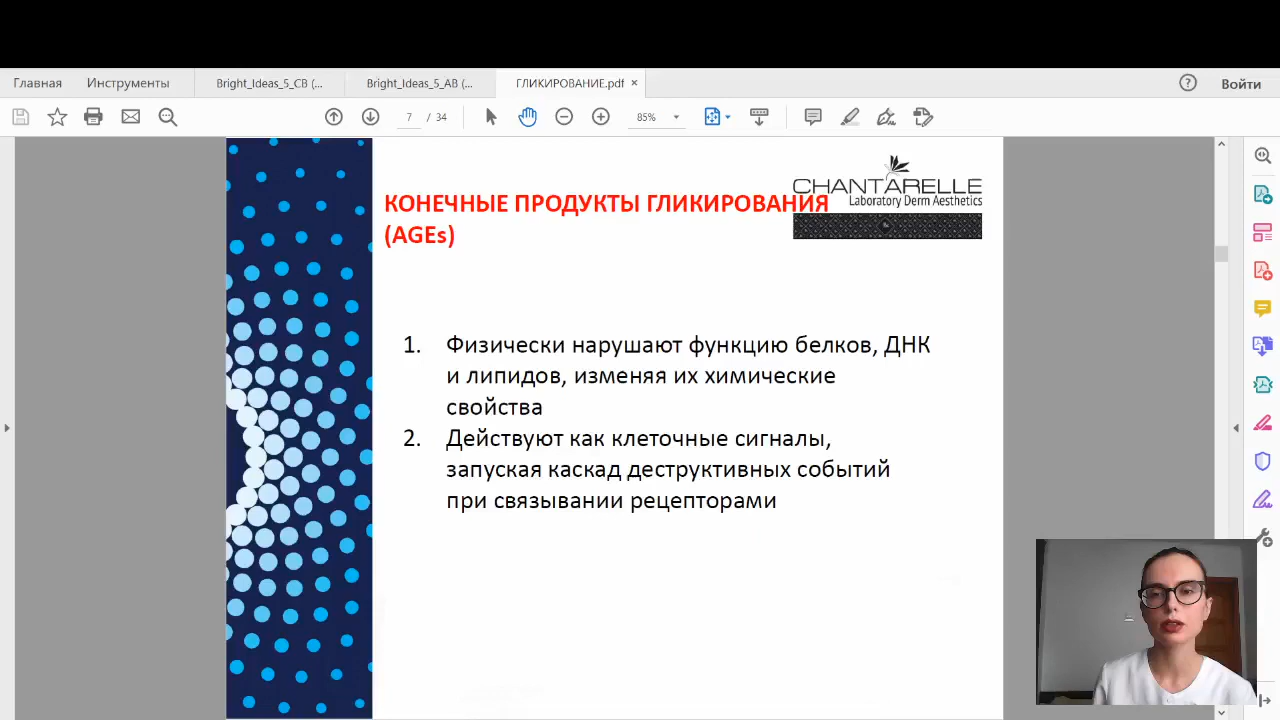 Главная
Инструменты
Bright_Ideas_5_CB (...
Bright_Ideas_5_AB (...
ГЛИКИРОВАНИЕ.pdf ×
Войти
7 / 34
85%
CHANTARELLE
Laboratory Derm Aesthetics
КОНЕЧНЫЕ ПРОДУКТЫ ГЛИКИРОВАНИЯ
(AGEs)
1. Физически нарушают функцию белков, ДНК
и липидов, изменяя их химические
свойства
2. Действуют как клеточные сигналы,
запуская каскад деструктивных событий
при связывании рецепторами